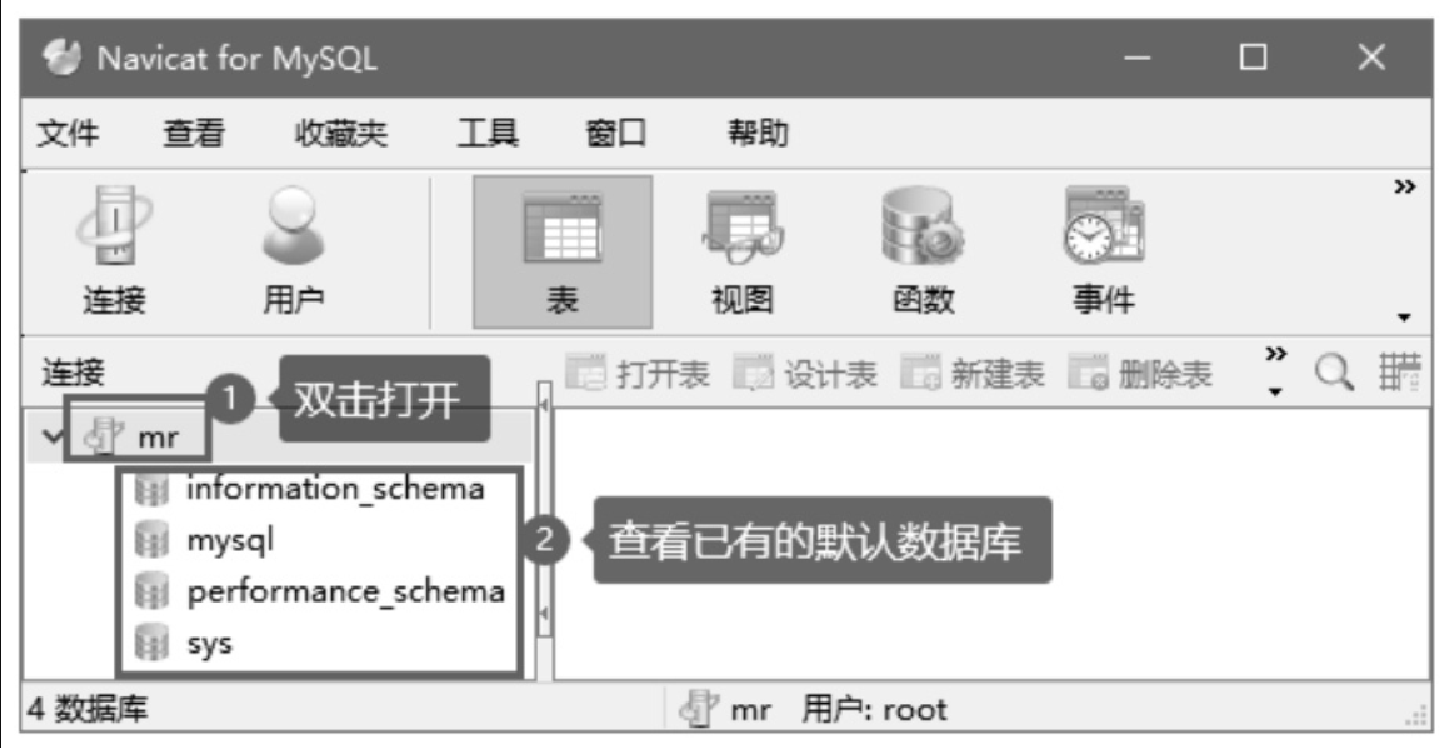 Navicat for MySQL
文件 查看 收藏夹 工具 窗口 帮助
连接 用户 表 视图 函数 事件
连接 1 双击打开 打开表 设计表 新建表 删除表
mr
information_schema
mysql 2 查看已有的默认数据库
performance_schema
sys
4 数据库 mr 用户: root